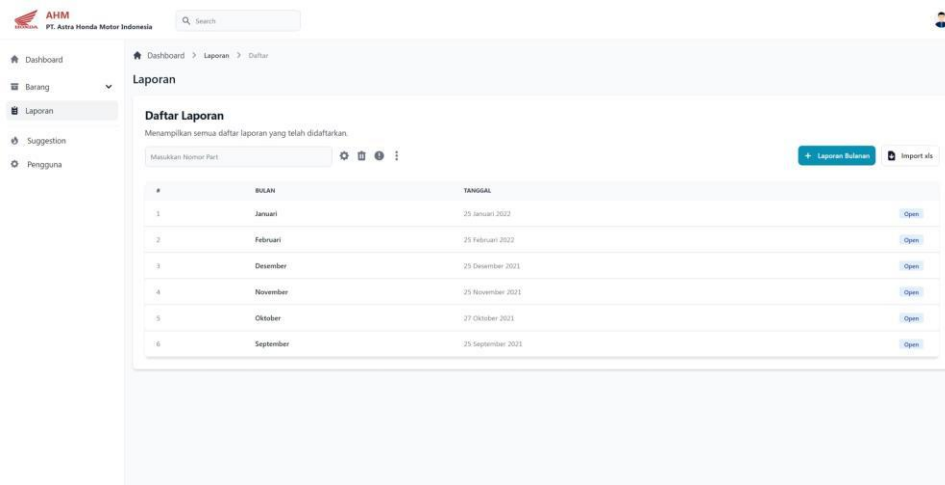 HONDA
AHM
PT. Astra Honda Motor Indonesia
Search
Dashboard
Barang
Laporan
Suggestion
Pengguna
Dashboard > Laporan > Daftar
Laporan
Daftar Laporan
Menampilkan semua daftar laporan yang telah didaftarkan.
Masukkan Nomor Part
+ Laporan Bulanan
Import xls
# BULAN TANGGAL
1 Januari 25 Januari 2022 Open
2 Februari 25 Februari 2022 Open
3 Desember 25 Desember 2021 Open
4 November 25 November 2021 Open
5 Oktober 27 Oktober 2021 Open
6 September 25 September 2021 Open